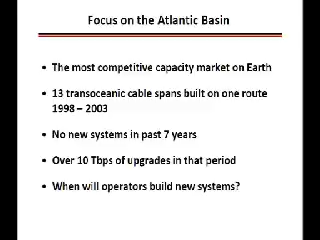 Focus on the Atlantic Basin
• The most competitive capacity market on Earth
• 13 transoceanic cable spans built on one route
1998 – 2003
• No new systems in past 7 years
• Over 10 Tbps of upgrades in that period
• When will operators build new systems?